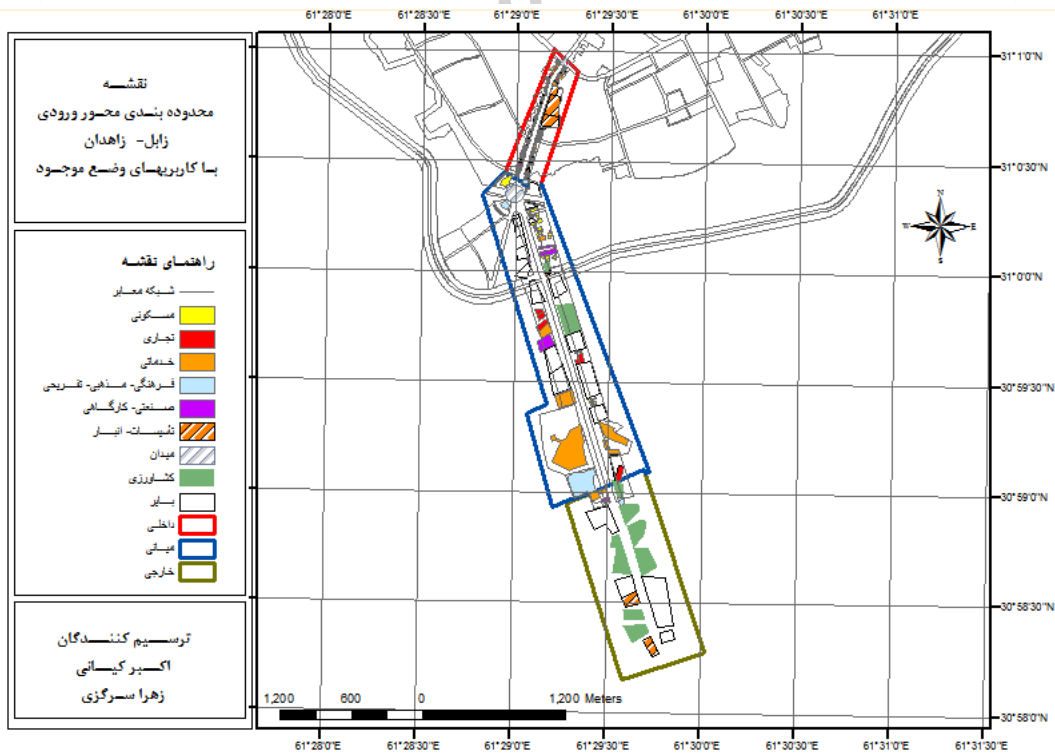 61°28'0"E 61°28'30"E 61°29'0"E 61°29'30"E 61°30'0"E 61°30'30"E 61°31'0"E
نقشه
محدوده بندی محور ورودی
زابل- زاهدان
با کاربریهای وضع موجود
راهنمای نقشه
شبکه معابر
مسکونی
تجاری
خدماتی
فرهنگی- مذهبی- تفریحی
صنعتی- کارگاهی
تأسیسات- انبار
میدان
کشاورزی
بایر
داخلی
میانی
خارجی
ترسیم کنندگان
اکبر کیانی
زهرا سرگزی
N
W E
S
31°1'0"N
31°0'30"N
31°0'0"N
30°59'30"N
30°59'0"N
30°58'30"N
30°58'0"N
1,200 600 0 1,200 Meters
61°28'0"E 61°28'30"E 61°29'0"E 61°29'30"E 61°30'0"E 61°30'30"E 61°31'0"E 61°31'30"E